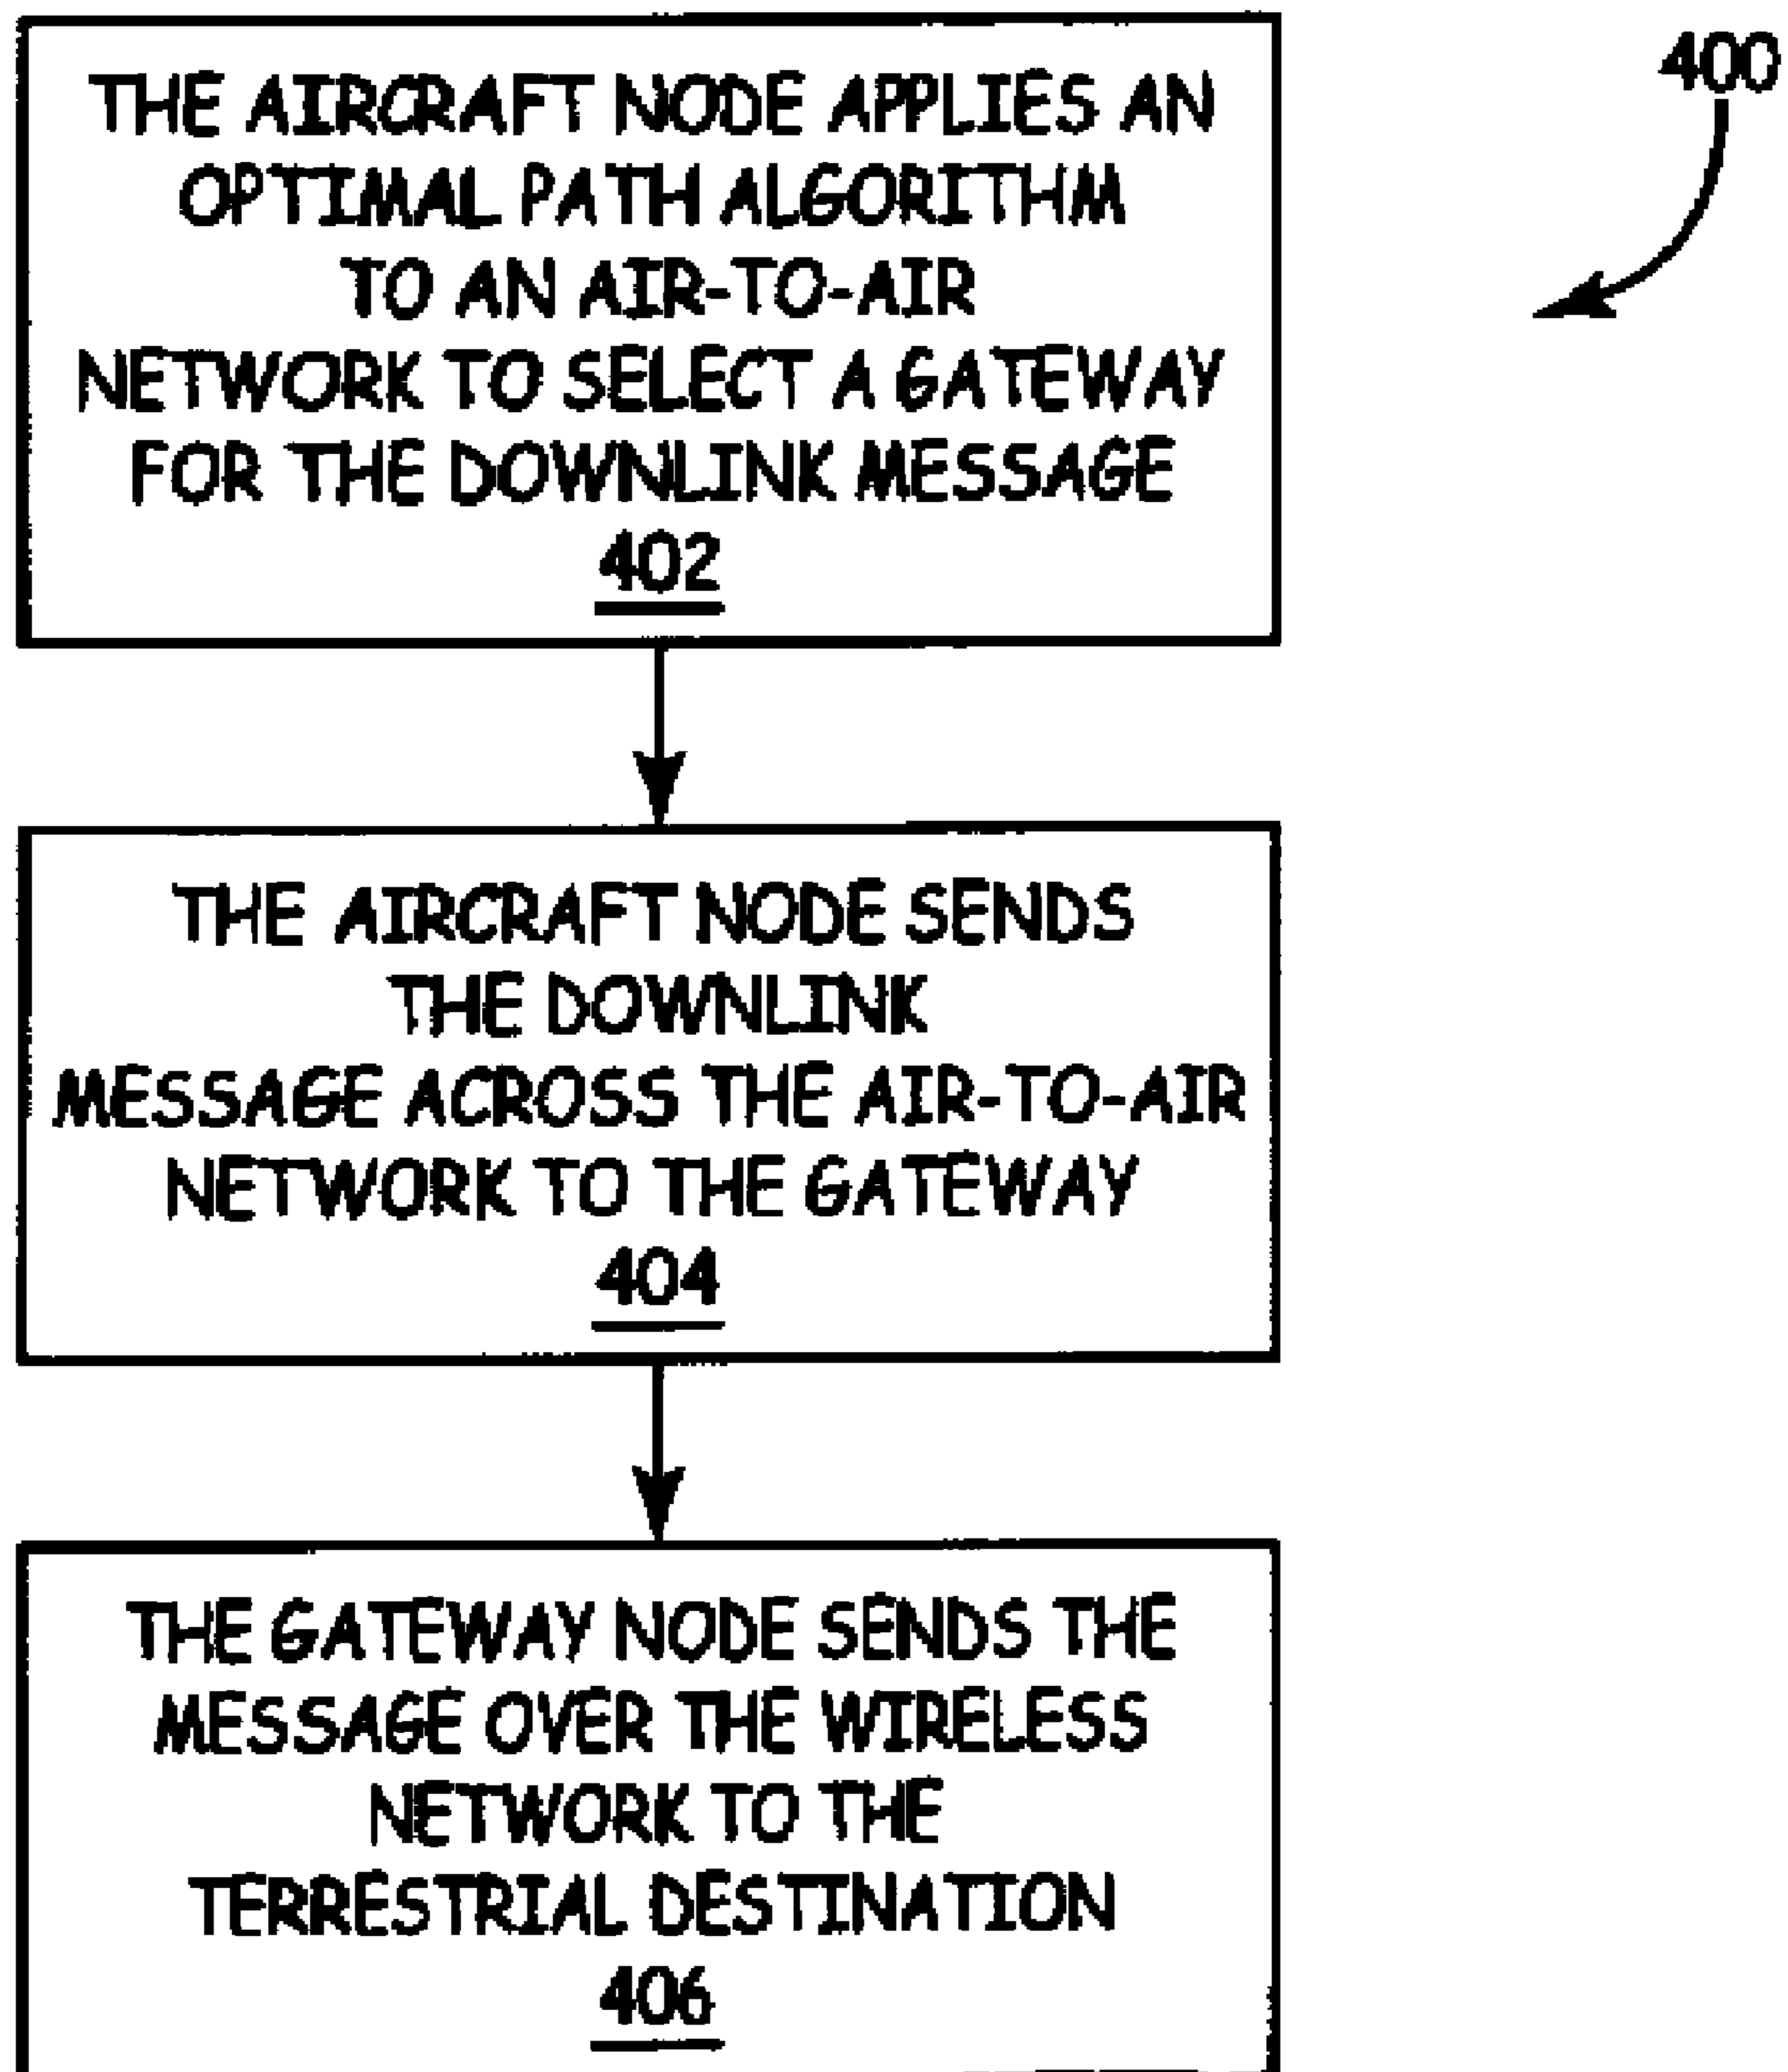 400
THE AIRCRAFT NODE APPLIES AN
OPTIMAL PATH ALGORITHM
TO AN AIR-TO-AIR
NETWORK TO SELECT A GATEWAY
FOR THE DOWNLINK MESSAGE
402
THE AIRCRAFT NODE SENDS
THE DOWNLINK
MESSAGE ACROSS THE AIR-TO-AIR
NETWORK TO THE GATEWAY
404
THE GATEWAY NODE SENDS THE
MESSAGE OVER THE WIRELESS
NETWORK TO THE
TERRESTRIAL DESTINATION
406